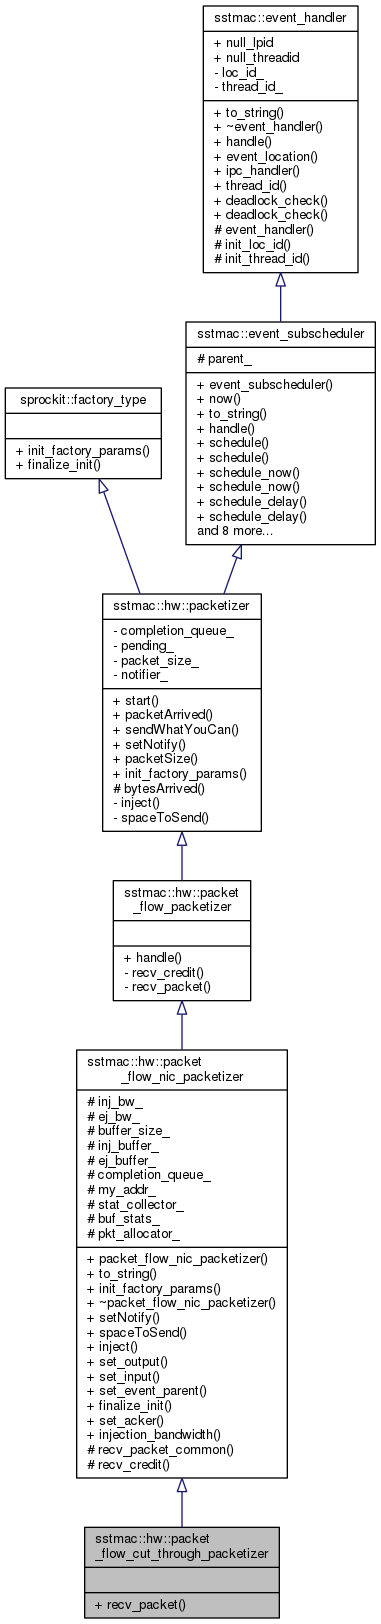 sstmac::event_handler
+ null_lpid
+ null_threadid
- loc_id_
- thread_id_
+ to_string()
+ ~event_handler()
+ handle()
+ event_location()
+ ipc_handler()
+ thread_id()
+ deadlock_check()
+ deadlock_check()
# event_handler()
# init_loc_id()
# init_thread_id()
sstmac::event_subscheduler
# parent_
+ event_subscheduler()
+ now()
+ to_string()
+ handle()
+ schedule()
+ schedule()
+ schedule_now()
+ schedule_now()
+ schedule_delay()
+ schedule_delay()
and 8 more...
sprockit::factory_type
+ init_factory_params()
+ finalize_init()
sstmac::hw::packetizer
- completion_queue_
- pending_
- packet_size_
- notifier_
+ start()
+ packetArrived()
+ sendWhatYouCan()
+ setNotify()
+ packetSize()
+ init_factory_params()
# bytesArrived()
- inject()
- spaceToSend()
sstmac::hw::packet
_flow_packetizer
+ handle()
- recv_credit()
- recv_packet()
sstmac::hw::packet
_flow_nic_packetizer
# inj_bw_
# ej_bw_
# buffer_size_
# inj_buffer_
# ej_buffer_
# completion_queue_
# my_addr_
# stat_collector_
# buf_stats_
# pkt_allocator_
+ packet_flow_nic_packetizer()
+ to_string()
+ init_factory_params()
+ ~packet_flow_nic_packetizer()
+ setNotify()
+ spaceToSend()
+ inject()
+ set_output()
+ set_input()
+ set_event_parent()
+ finalize_init()
+ set_acker()
+ injection_bandwidth()
# recv_packet_common()
# recv_credit()
sstmac::hw::packet
_flow_cut_through_packetizer
+ recv_packet()